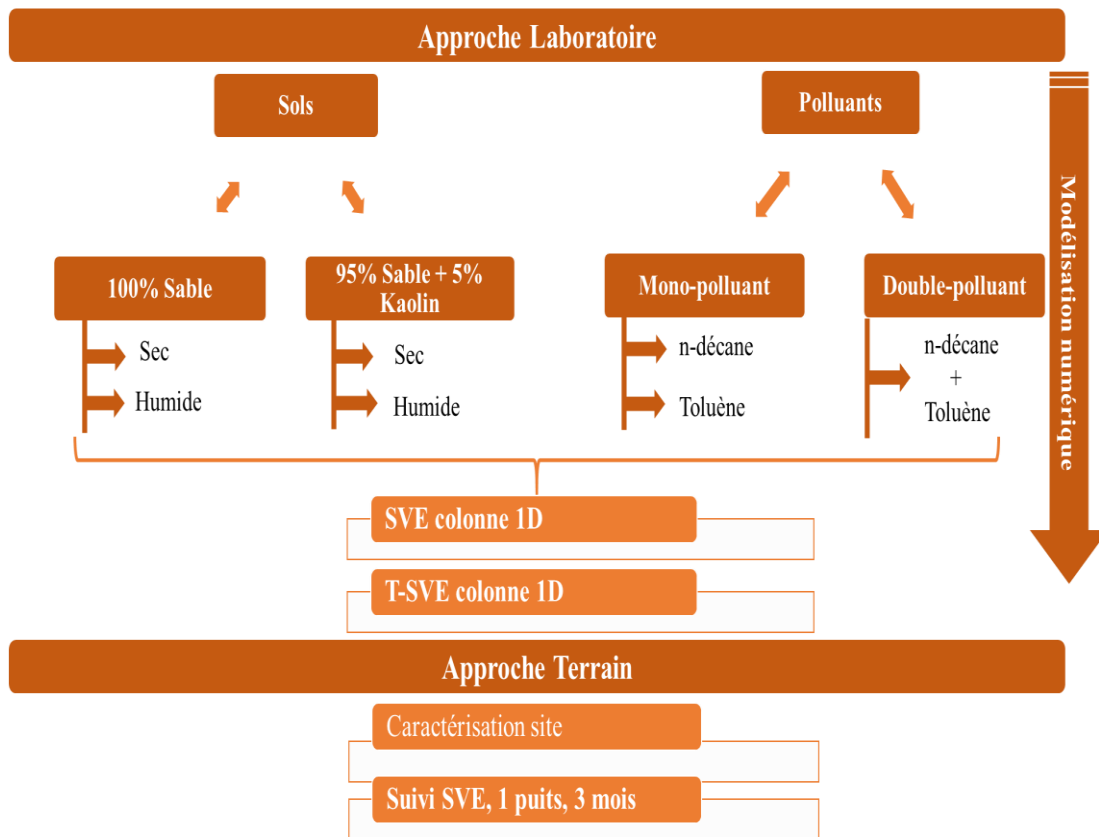 Approche Laboratoire
Sols
Polluants
100% Sable
95% Sable + 5%
Kaolin
Mono-polluant
Double-polluant
Sec
Humide
Sec
Humide
n-décane
Toluène
n-décane
+
Toluène
Modélisation numérique
SVE colonne 1D
T-SVE colonne 1D
Approche Terrain
Caractérisation site
Suivi SVE, 1 puits, 3 mois